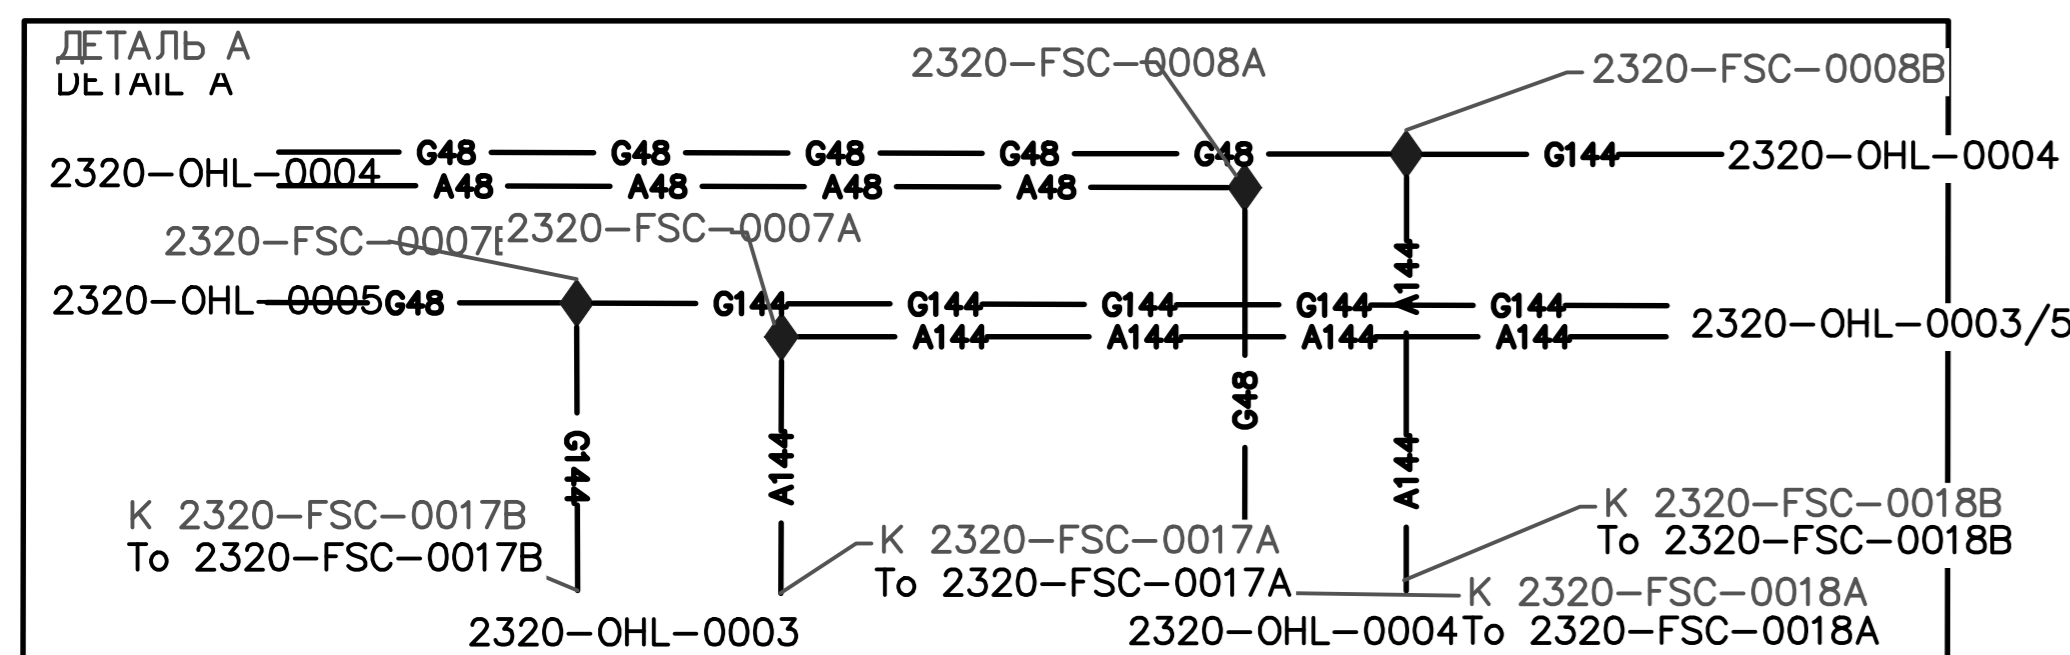 ДЕТАЛЬ А
DETAIL A
2320-FSC-0008A
2320-FSC-0008B
G48 G48 G48 G48 G48 G144
2320-OHL-0004
2320-OHL-0004
A48 A48 A48 A48
2320-FSC-0007B
2320-FSC-0007A
A144
2320-OHL-0005
G48 G144 G144 G144 G144 G144
2320-OHL-0003/5
A144 A144 A144 A144
G48
G144
A144
A144
К 2320-FSC-0017B
To 2320-FSC-0017B
К 2320-FSC-0017A
To 2320-FSC-0017A
К 2320-FSC-0018B
To 2320-FSC-0018B
К 2320-FSC-0018A
To 2320-FSC-0018A
2320-OHL-0003
2320-OHL-0004